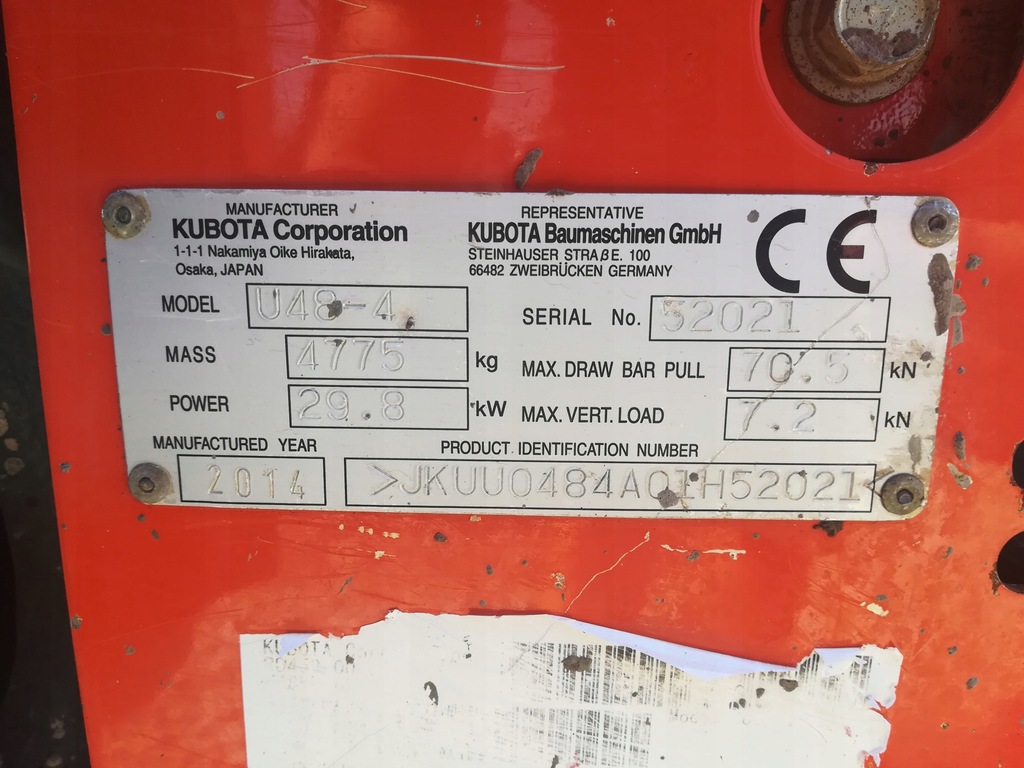 MANUFACTURER
KUBOTA Corporation
1-1-1 Nakamiya Oike Hirakata,
Osaka, JAPAN
REPRESENTATIVE
KUBOTA Baumaschinen GmbH
STEINHAUSER STRAßE. 100
66482 ZWEIBRÜCKEN GERMANY
CE
MODEL U48-4
SERIAL No. 52021
MASS 4775 kg
MAX. DRAW BAR PULL 70.5 kN
POWER 29.8 kW
MAX. VERT. LOAD 7.2 kN
MANUFACTURED YEAR
2014
PRODUCT IDENTIFICATION NUMBER
>JKUU0484A01H52021<
KUBOTA